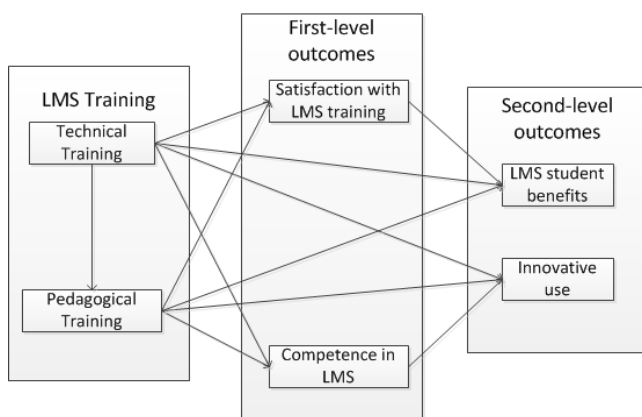 LMS Training
Technical
Training
Pedagogical
Training
First-level
outcomes
Satisfaction with
LMS training
Competence in
LMS
Second-level
outcomes
LMS student
benefits
Innovative
use